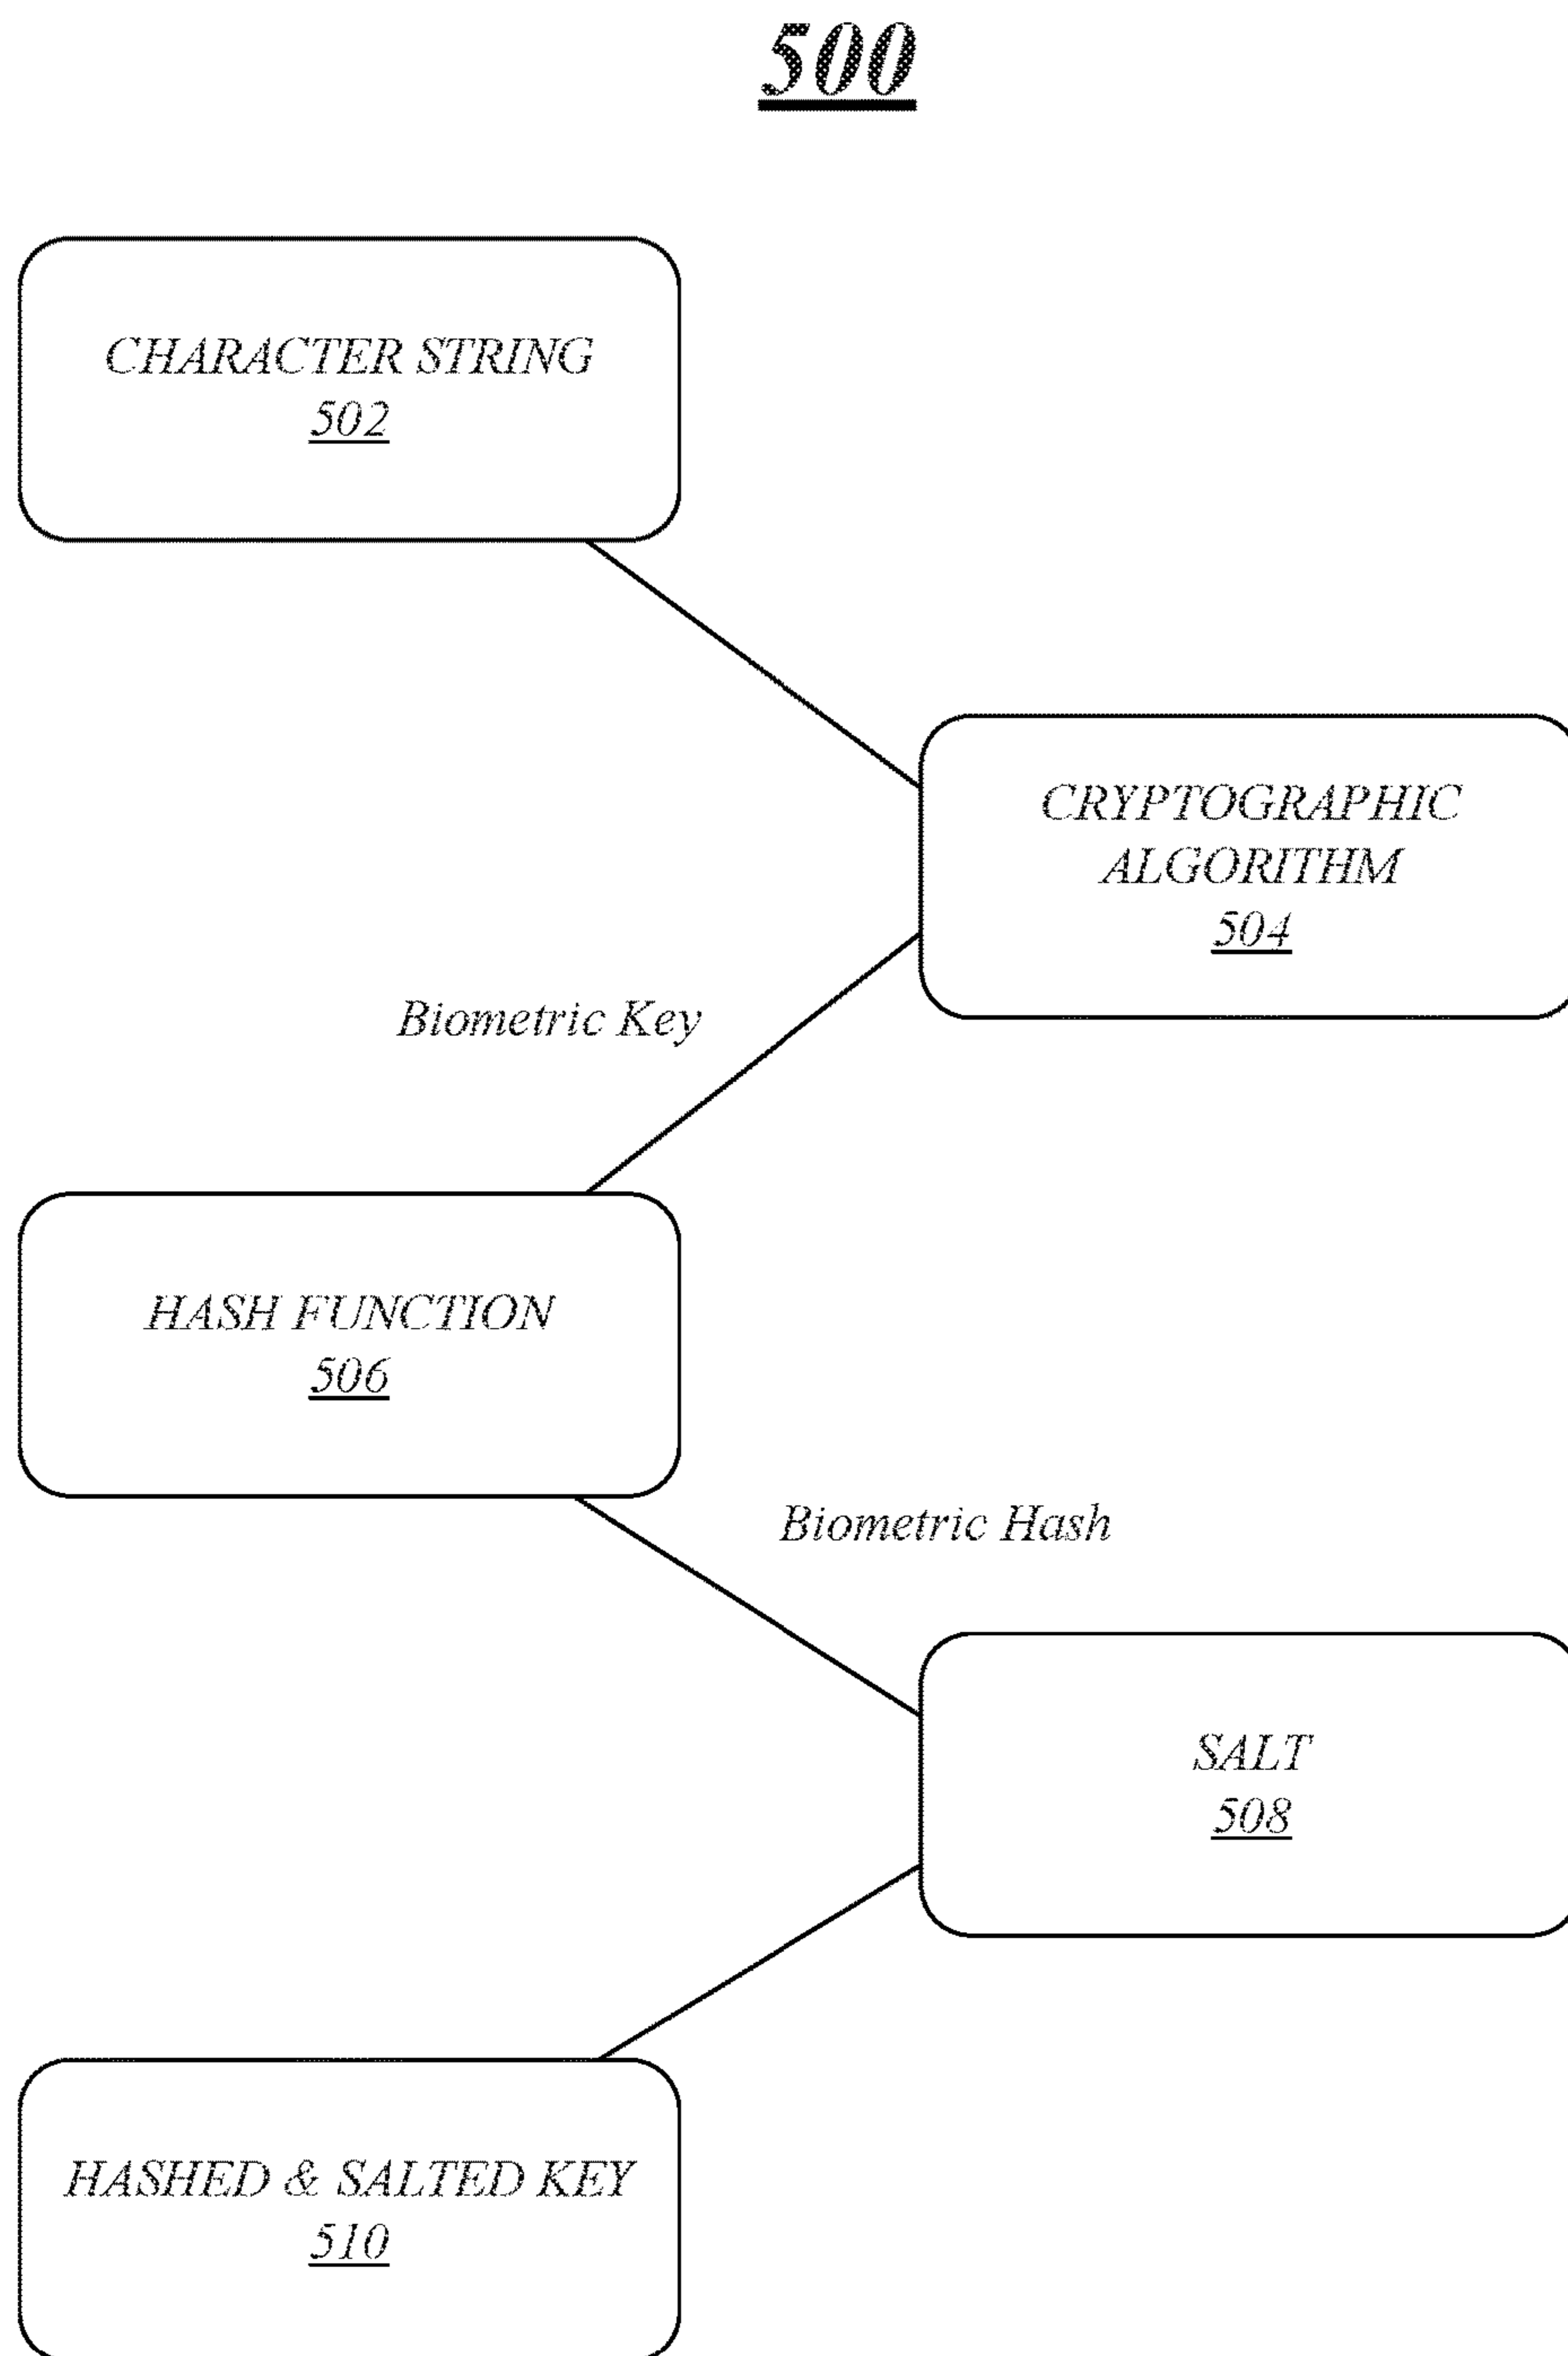 500
CHARACTER STRING
502
CRYPTOGRAPHIC
ALGORITHM
504
Biometric Key
HASH FUNCTION
506
Biometric Hash
SALT
508
HASHED & SALTED KEY
510